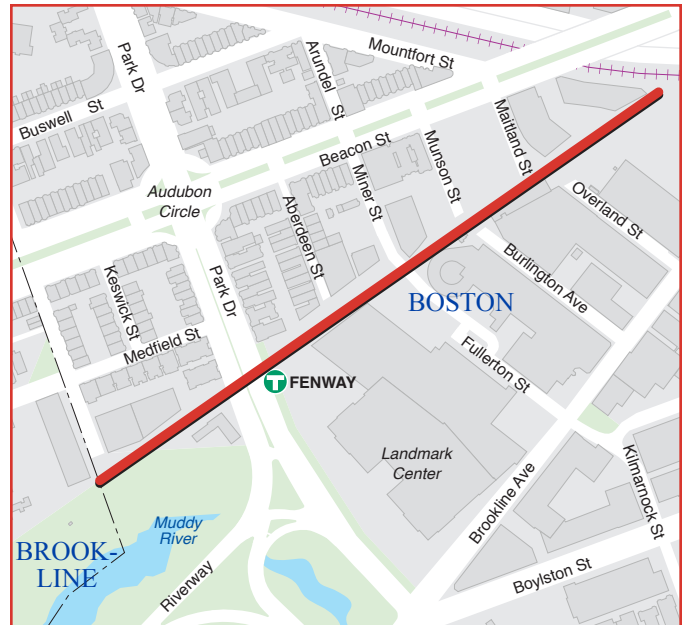 Park Dr
Arundel St
Mountfort St
Buswell St
Beacon St
Maitland St
Munson St
Miner St
Audubon
Circle
Aberdeen St
Overland St
Burlington Ave
Keswick St
Park Dr
BOSTON
Medfield St
Fullerton St
T FENWAY
Landmark
Center
Brookline Ave
Kilmarnock St
Muddy
River
BROOK-
LINE
Riverway
Boylston St